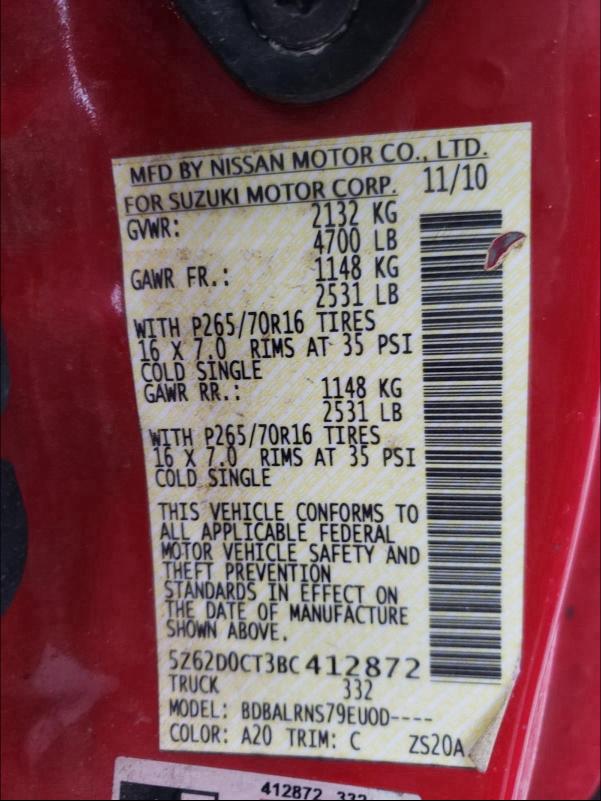 MFD BY NISSAN MOTOR CO., LTD.
FOR SUZUKI MOTOR CORP. 11/10
GVWR: 2132 KG
4700 LB
GAWR FR.: 1148 KG
2531 LB
WITH P265/70R16 TIRES
16 X 7.0 RIMS AT 35 PSI
COLD SINGLE
GAWR RR.: 1148 KG
2531 LB
WITH P265/70R16 TIRES
16 X 7.0 RIMS AT 35 PSI
COLD SINGLE
THIS VEHICLE CONFORMS TO
ALL APPLICABLE FEDERAL
MOTOR VEHICLE SAFETY AND
THEFT PREVENTION
STANDARDS IN EFFECT ON
THE DATE OF MANUFACTURE
SHOWN ABOVE.
5Z62D0CT3BC412872
TRUCK 332
MODEL: BDBALRNS79EUOD----
COLOR: A20 TRIM: C ZS20A
412872 332